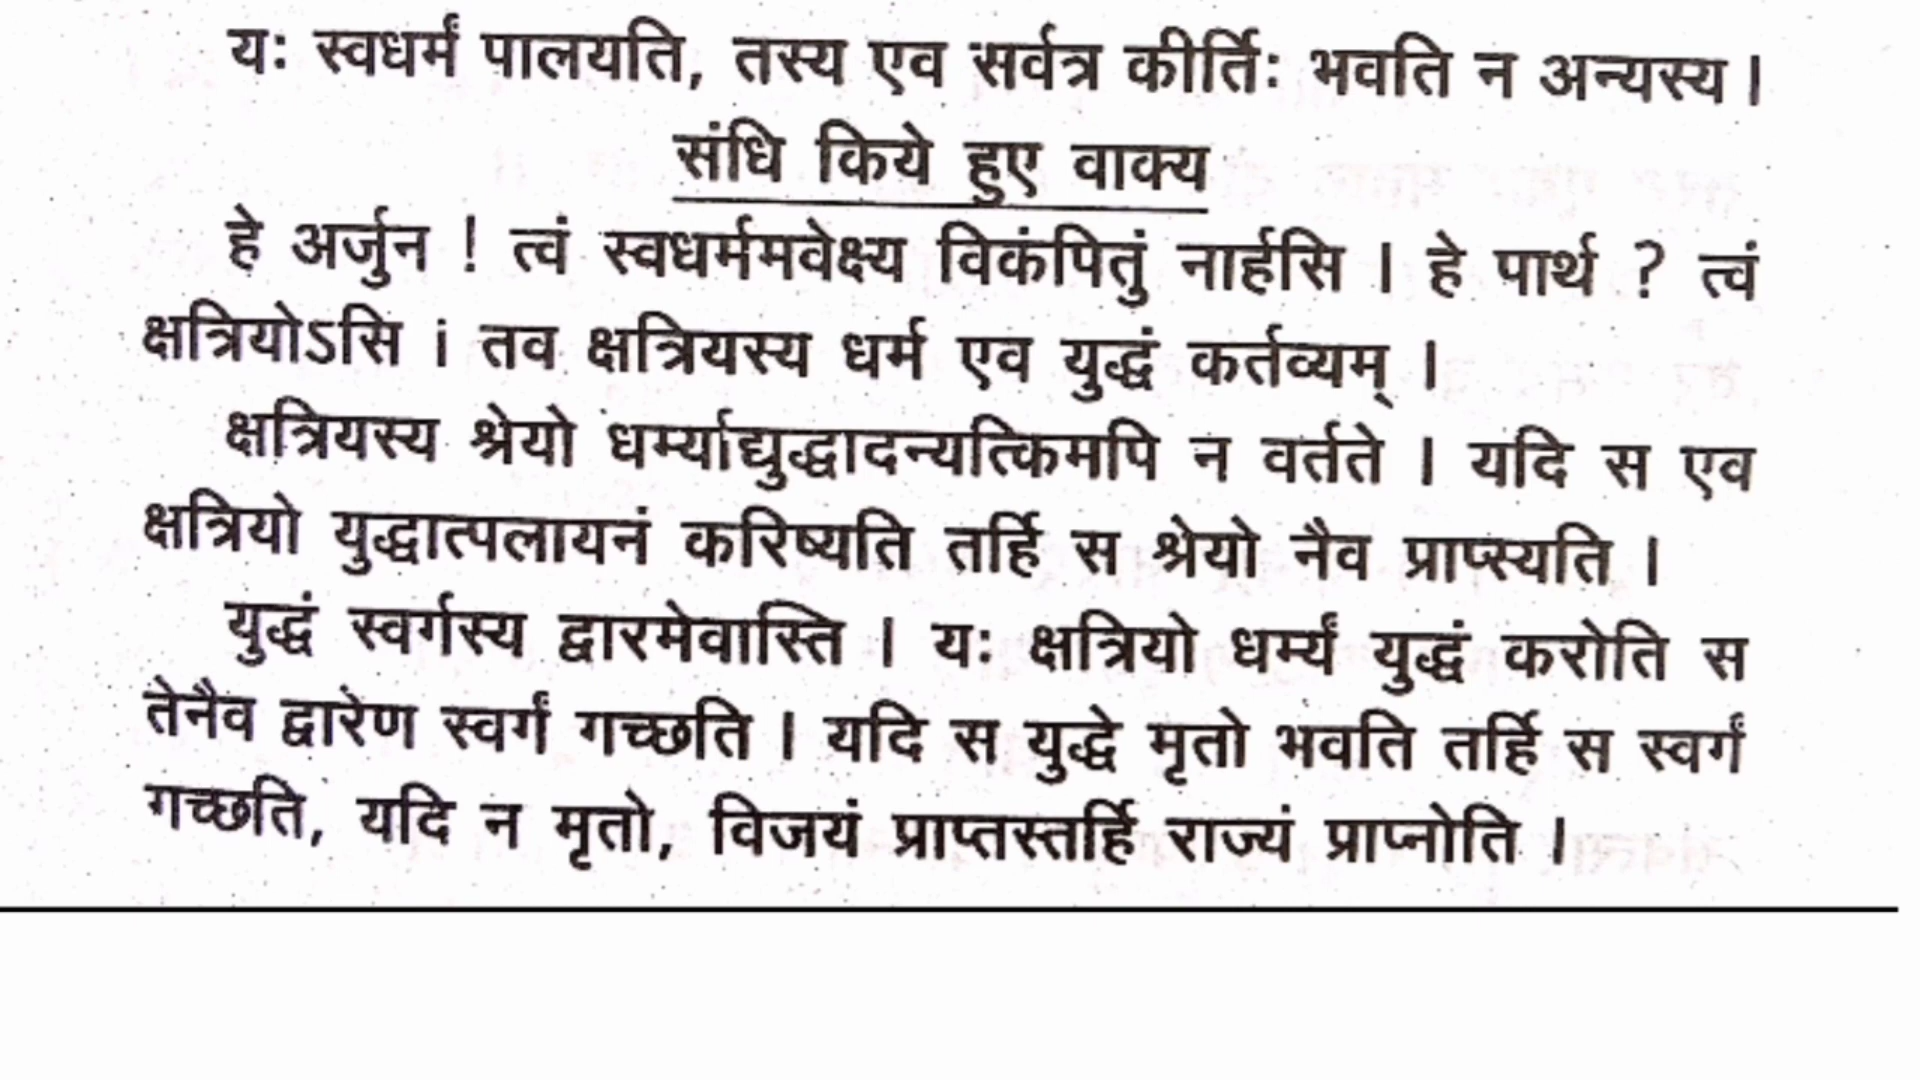 यः स्वधर्मं पालयति, तस्य एव सर्वत्र कीर्तिः भवति न अन्यस्य।
संधि किये हुए वाक्य
हे अर्जुन ! त्वं स्वधर्ममवेक्ष्य विकंपितुं नार्हसि । हे पार्थ ? त्वं
क्षत्रियोऽसि । तव क्षत्रियस्य धर्म एव युद्धं कर्तव्यम् ।
क्षत्रियस्य श्रेयो धर्म्याद्युद्धादन्यत्किमपि न वर्तते । यदि स एव
क्षत्रियो युद्धात्पलायनं करिष्यति तर्हि स श्रेयो नैव प्राप्स्यति ।
युद्धं स्वर्गस्य द्वारमेवास्ति । यः क्षत्रियो धर्म्यं युद्धं करोति स
तेनैव द्वारेण स्वर्गं गच्छति । यदि स युद्धे मृतो भवति तर्हि स स्वर्गं
गच्छति, यदि न मृतो, विजयं प्राप्तस्तर्हि राज्यं प्राप्नोति ।